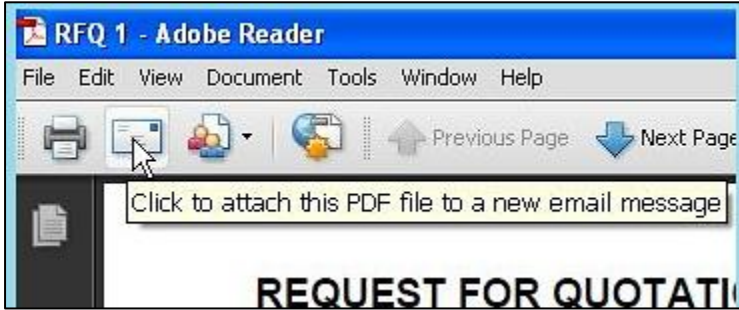 RFQ 1 - Adobe Reader
File Edit View Document Tools Window Help
Previous Page Next Page
Click to attach this PDF file to a new email message
REQUEST FOR QUOTATI